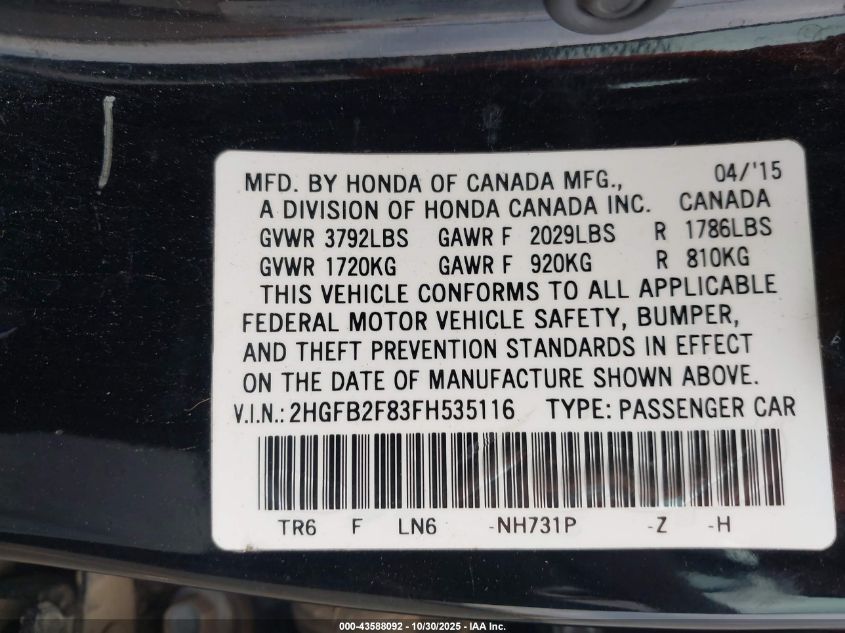 MFD. BY HONDA OF CANADA MFG., 04/'15
A DIVISION OF HONDA CANADA INC. CANADA
GVWR 3792LBS GAWR F 2029LBS R 1786LBS
GVWR 1720KG GAWR F 920KG R 810KG
THIS VEHICLE CONFORMS TO ALL APPLICABLE
FEDERAL MOTOR VEHICLE SAFETY, BUMPER,
AND THEFT PREVENTION STANDARDS IN EFFECT
ON THE DATE OF MANUFACTURE SHOWN ABOVE.
V.I.N.: 2HGFB2F83FH535116 TYPE: PASSENGER CAR
TR6 F LN6 -NH731P -Z -H
000-43588092 - 10/30/2025 - IAA Inc.